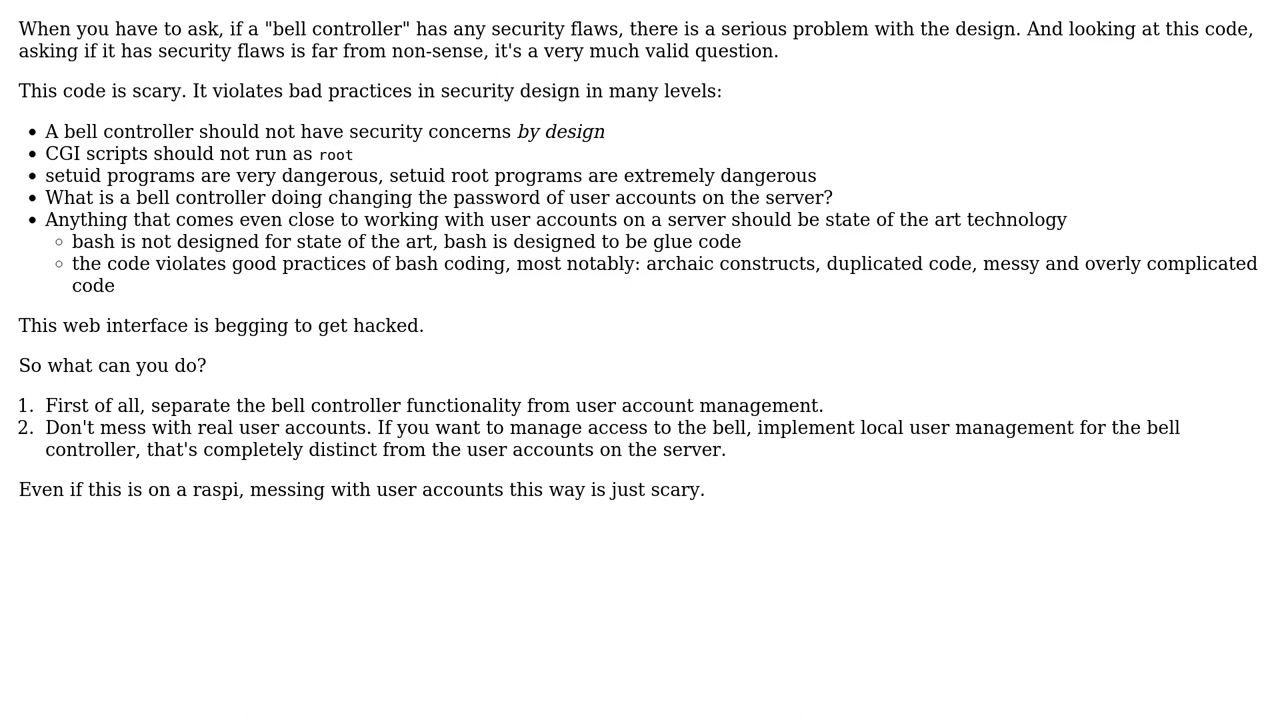 When you have to ask, if a "bell controller" has any security flaws, there is a serious problem with the design. And looking at this code,
asking if it has security flaws is far from non-sense, it's a very much valid question.
This code is scary. It violates bad practices in security design in many levels:
• A bell controller should not have security concerns by design
• CGI scripts should not run as root
• setuid programs are very dangerous, setuid root programs are extremely dangerous
• What is a bell controller doing changing the password of user accounts on the server?
• Anything that comes even close to working with user accounts on a server should be state of the art technology
◦ bash is not designed for state of the art, bash is designed to be glue code
◦ the code violates good practices of bash coding, most notably: archaic constructs, duplicated code, messy and overly complicated
code
This web interface is begging to get hacked.
So what can you do?
1. First of all, separate the bell controller functionality from user account management.
2. Don't mess with real user accounts. If you want to manage access to the bell, implement local user management for the bell
controller, that's completely distinct from the user accounts on the server.
Even if this is on a raspi, messing with user accounts this way is just scary.